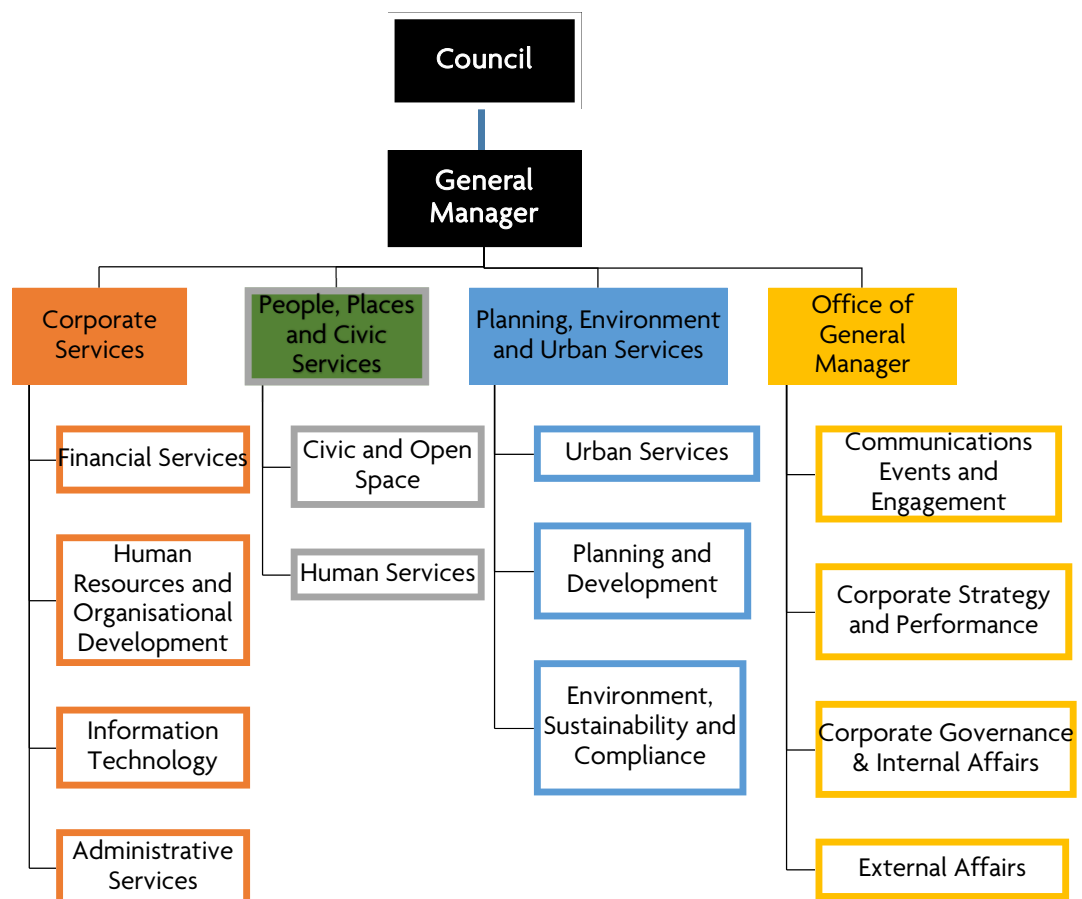 Council
General
Manager
Corporate
Services
People, Places
and Civic
Services
Planning, Environment
and Urban Services
Office of
General
Manager
Financial Services
Human
Resources and
Organisational
Development
Information
Technology
Administrative
Services
Civic and Open
Space
Human Services
Urban Services
Planning and
Development
Environment,
Sustainability and
Compliance
Communications
Events and
Engagement
Corporate Strategy
and Performance
Corporate Governance
& Internal Affairs
External Affairs